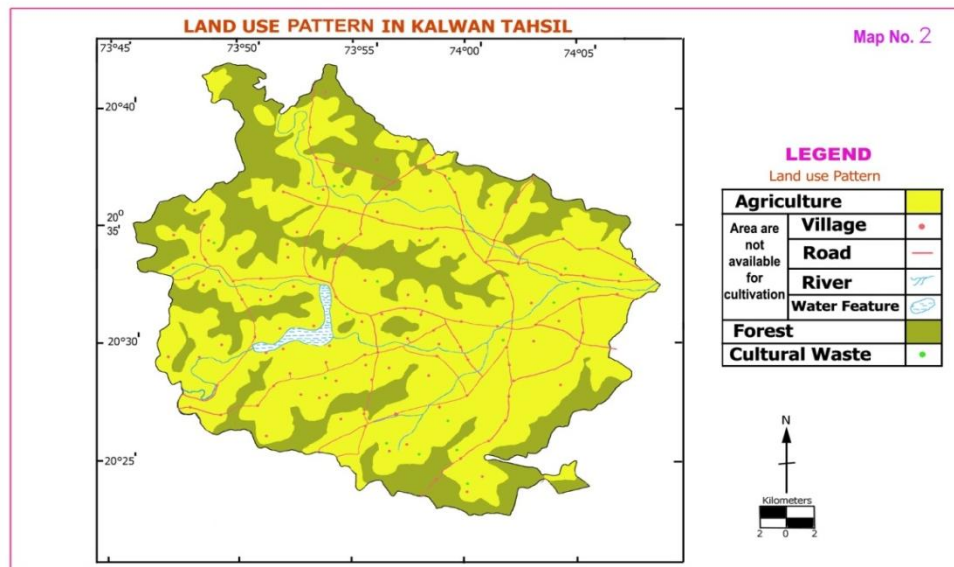 LAND USE PATTERN IN KALWAN TAHSIL
Map No. 2
73°45' 73°50' 73°55' 74°00' 74°05'
20°40'
20°
35'
20°30'
20°25'
LEGEND
Land use Pattern
Agriculture
Area are
not
available
for
cultivation
Village
Road
River
Water Feature
Forest
Cultural Waste
N
Kilometers
2 0 2